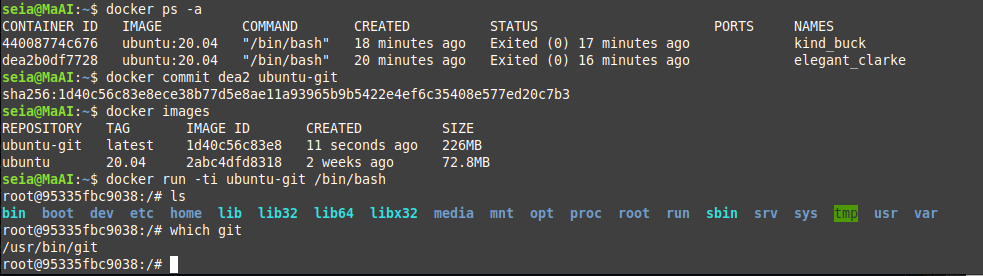 seia@MaAI:~$ docker ps -a
CONTAINER ID   IMAGE          COMMAND       CREATED          STATUS                      PORTS     NAMES
44008774c676   ubuntu:20.04   "/bin/bash"   18 minutes ago   Exited (0) 17 minutes ago             kind_buck
dea2b0df7728   ubuntu:20.04   "/bin/bash"   20 minutes ago   Exited (0) 16 minutes ago             elegant_clarke
seia@MaAI:~$ docker commit dea2 ubuntu-git
sha256:1d40c56c83e8ece38b77d5e8ae11a93965b9b5422e4ef6c35408e577ed20c7b3
seia@MaAI:~$ docker images
REPOSITORY   TAG       IMAGE ID       CREATED          SIZE
ubuntu-git   latest    1d40c56c83e8   11 seconds ago   226MB
ubuntu       20.04     2abc4dfd8318   2 weeks ago      72.8MB
seia@MaAI:~$ docker run -ti ubuntu-git /bin/bash
root@95335fbc9038:/# ls
bin  boot  dev  etc  home  lib  lib32  lib64  libx32  media  mnt  opt  proc  root  run  sbin  srv  sys  tmp  usr  var
root@95335fbc9038:/# which git
/usr/bin/git
root@95335fbc9038:/#